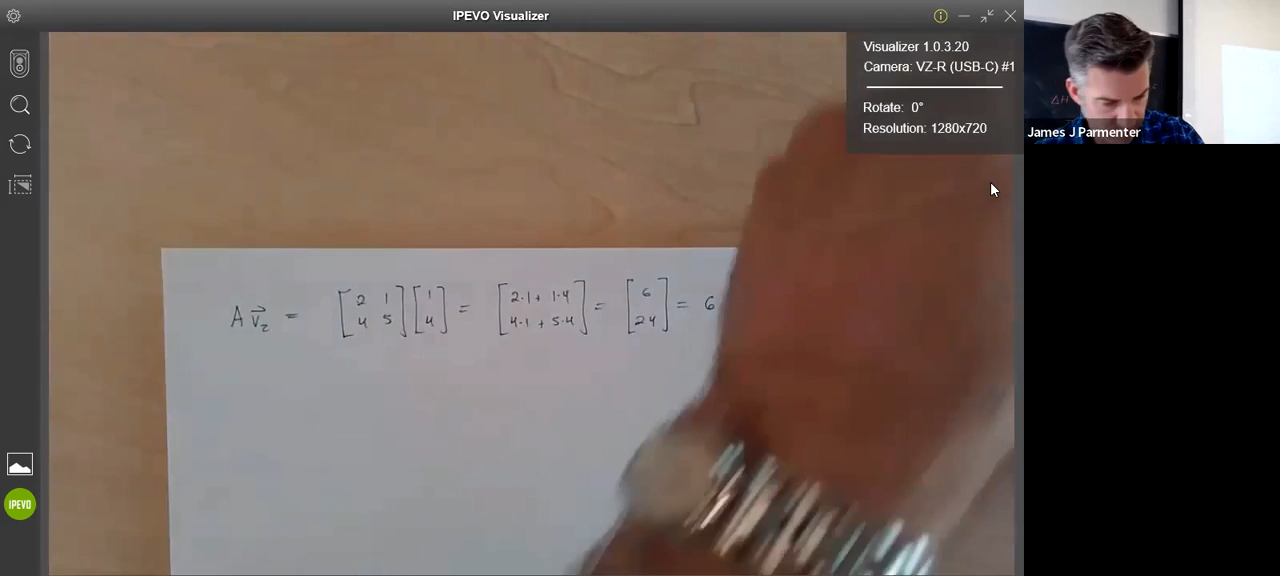 IPEVO Visualizer
Visualizer 1.0.3.20
Camera: VZ-R (USB-C) #1
Rotate: 0°
Resolution: 1280x720
ΔH
James J Parmenter
A v⃗₂ = [2 1; 4 5] [1; 4] = [2·1 + 1·4; 4·1 + 5·4] = [6; 24] = 6
IPEVO